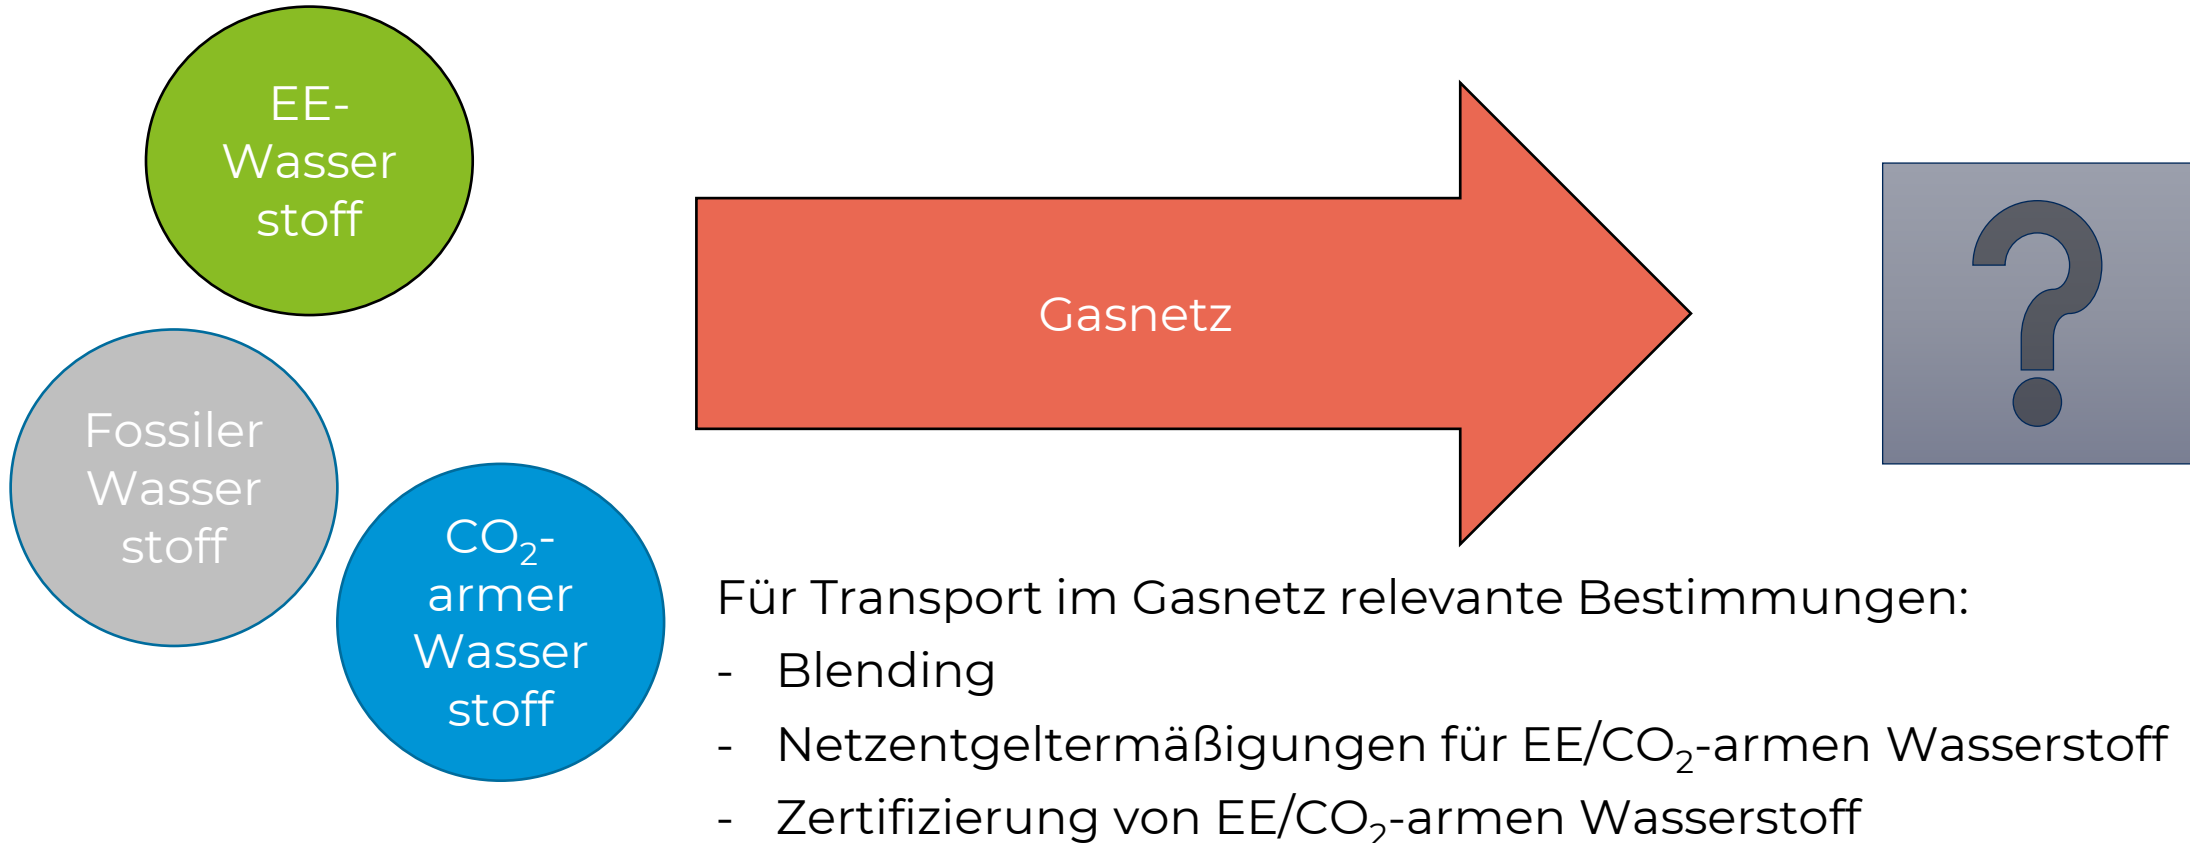 EE-
Wasser
stoff
Fossiler
Wasser
stoff
CO₂-
armer
Wasser
stoff
Gasnetz
?
Für Transport im Gasnetz relevante Bestimmungen:
- Blending
- Netzentgeltermäßigungen für EE/CO₂-armen Wasserstoff
- Zertifizierung von EE/CO₂-armen Wasserstoff